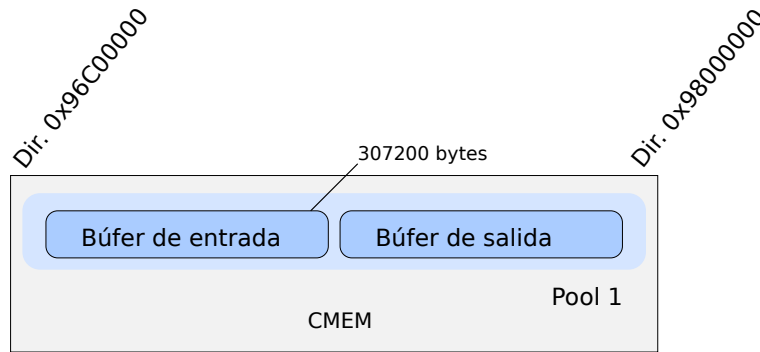 Dir. 0x96C00000
Dir. 0x98000000
307200 bytes
Búfer de entrada
Búfer de salida
Pool 1
CMEM